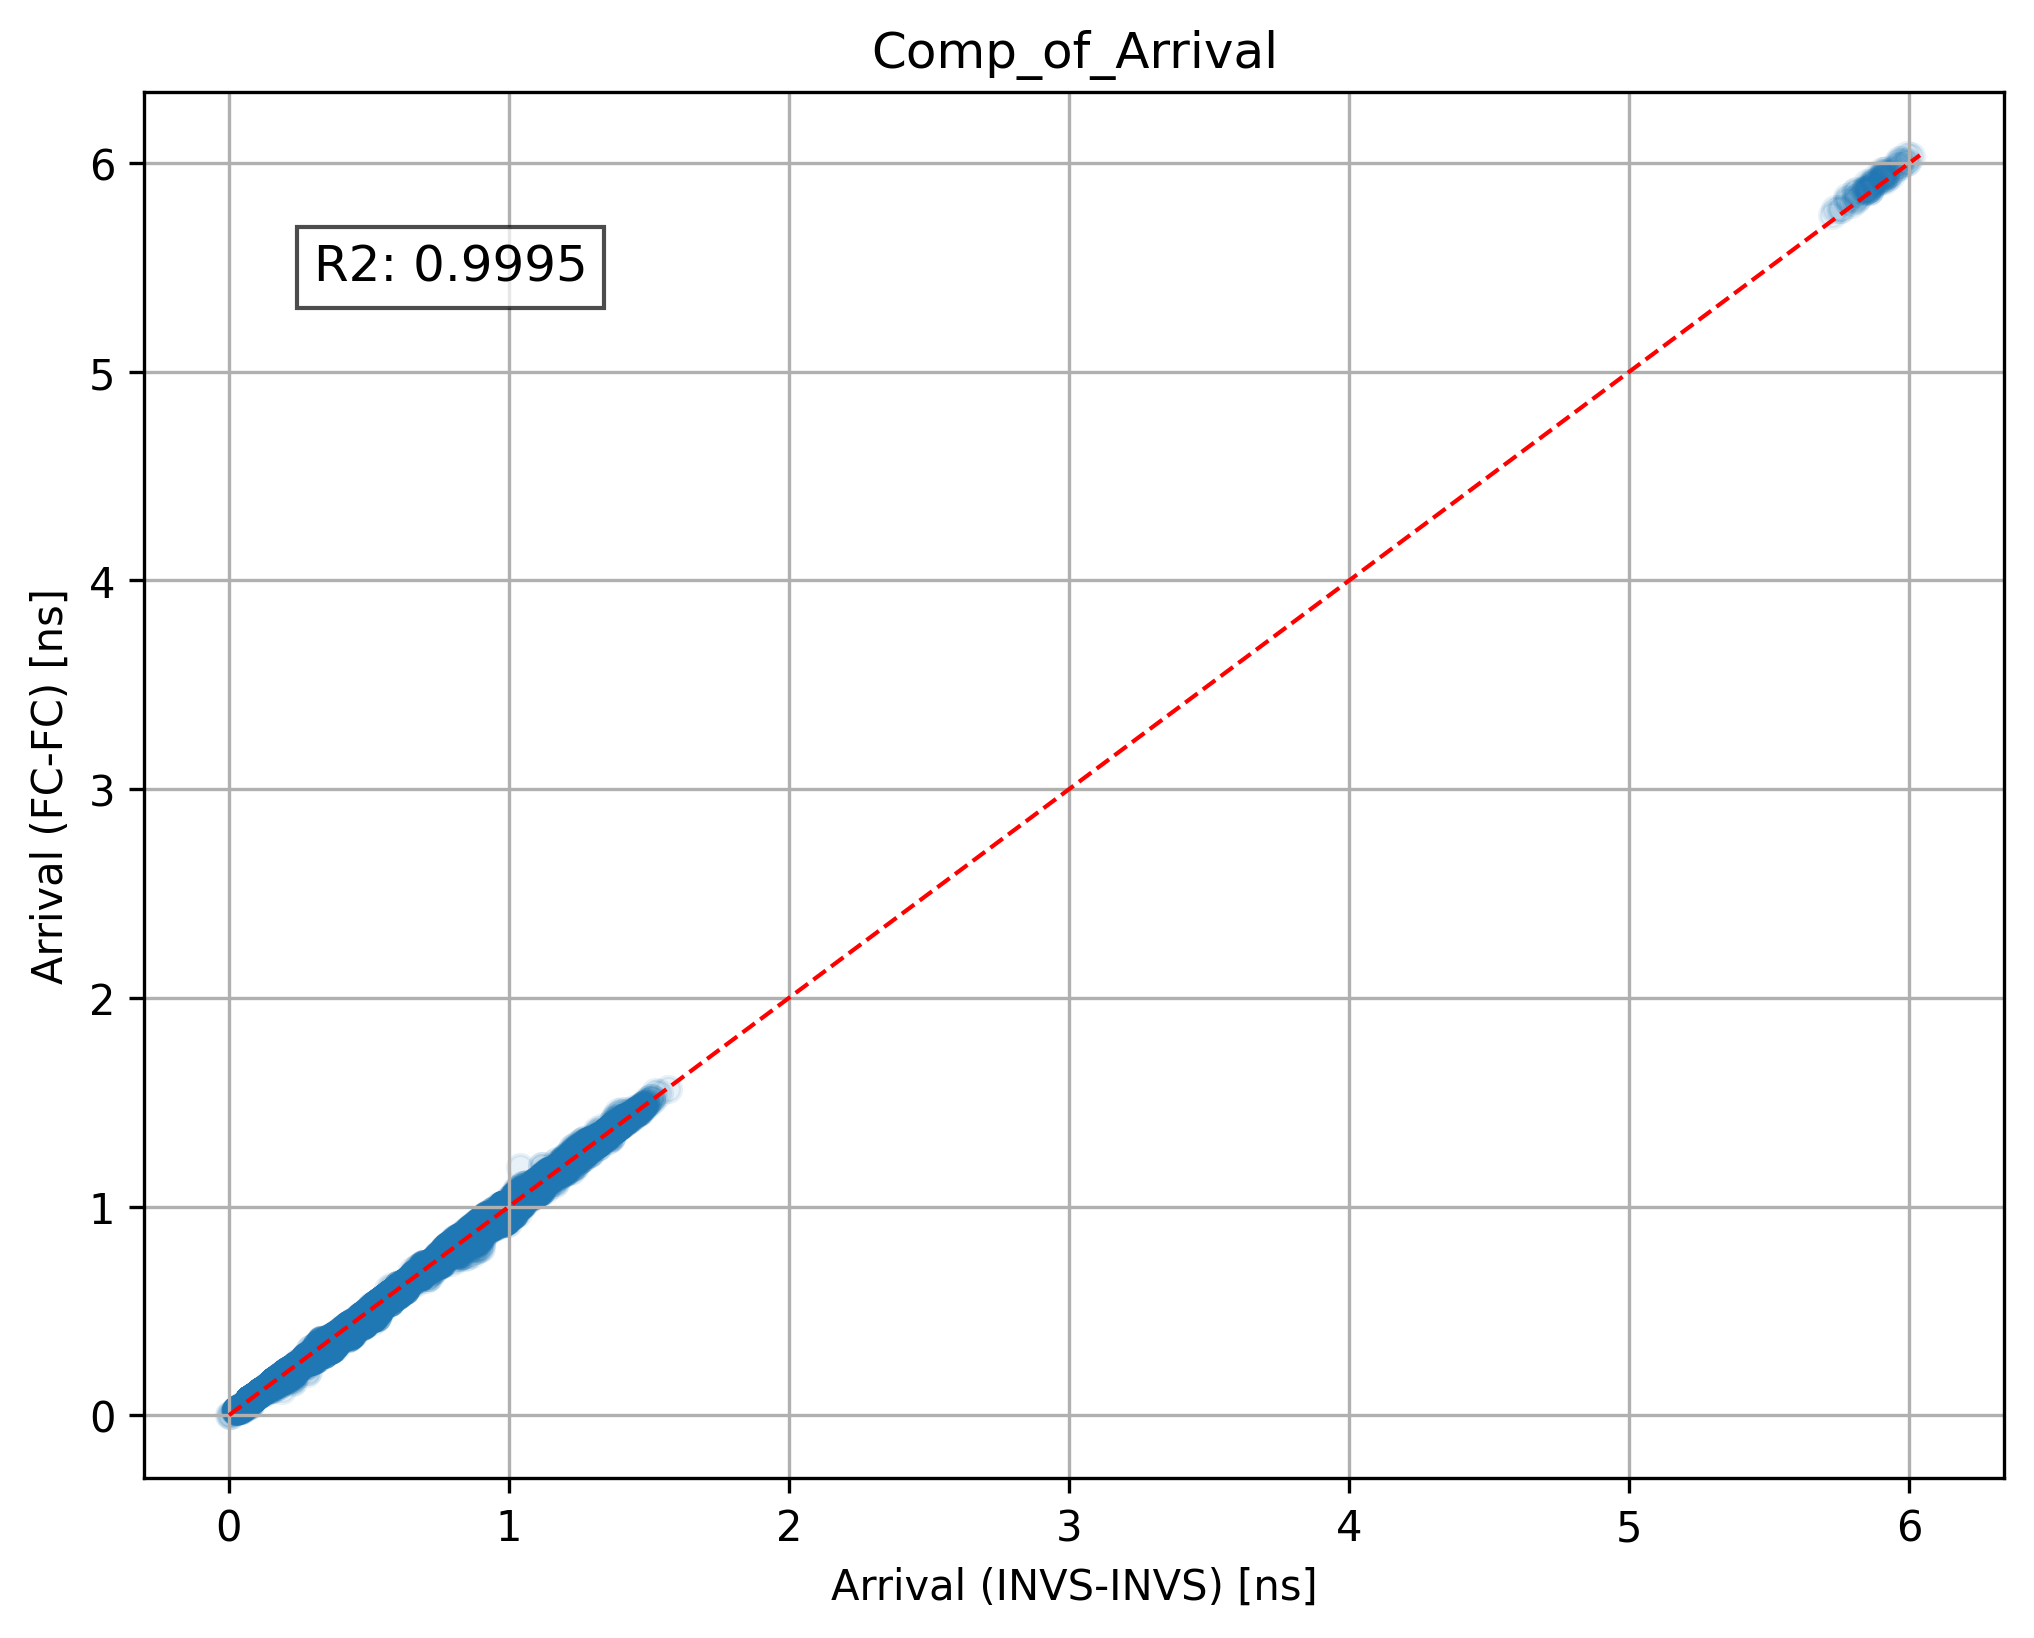 Comp_of_Arrival
R2: 0.9995
Arrival (FC-FC) [ns]
6
5
4
3
2
1
0
0 1 2 3 4 5 6
Arrival (INVS-INVS) [ns]